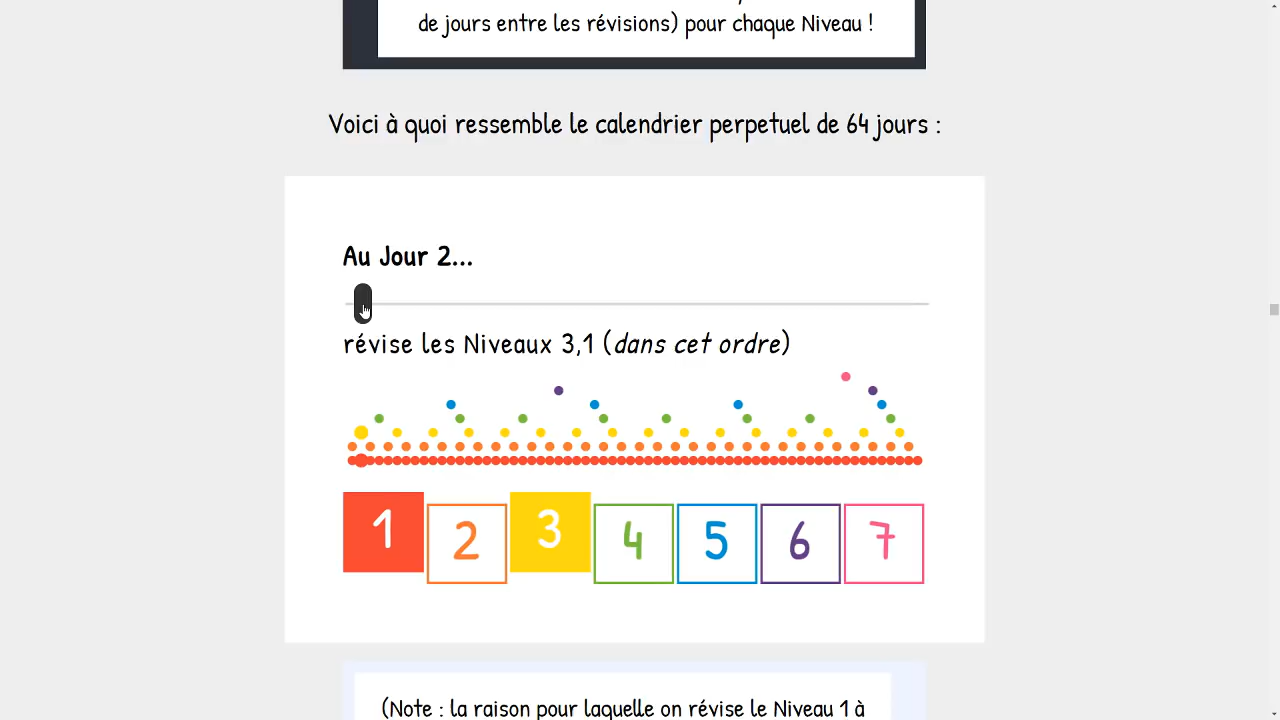 de jours entre les révisions) pour chaque Niveau !
Voici à quoi ressemble le calendrier perpetuel de 64 jours :
Au Jour 2...
révise les Niveaux 3,1 (dans cet ordre)
1 2 3 4 5 6 7
(Note : la raison pour laquelle on révise le Niveau 1 à